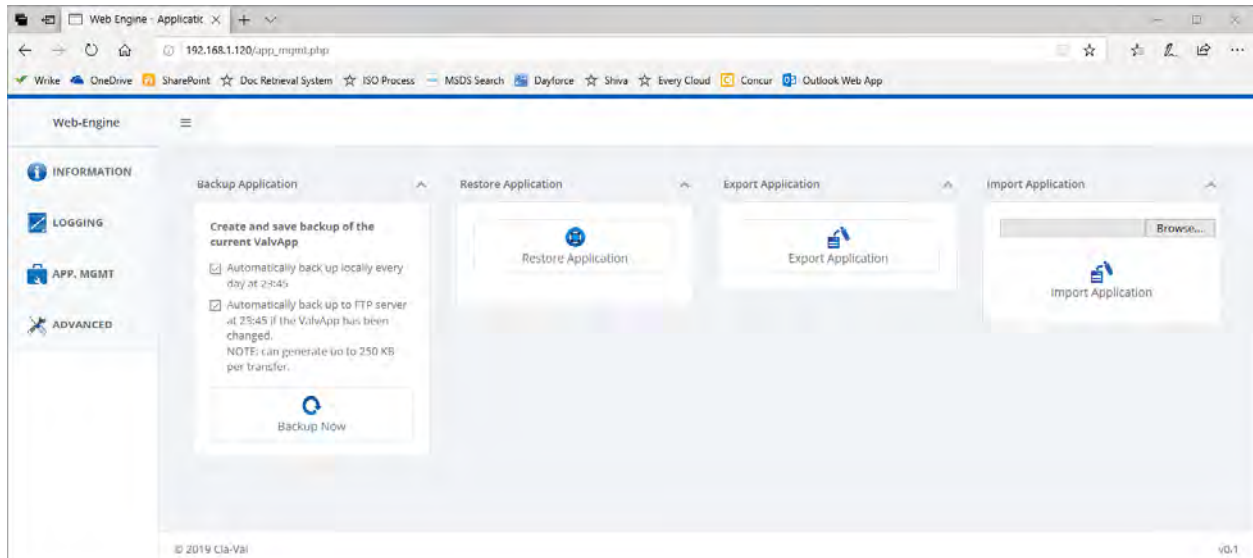 Web Engine - Applicatic
192.168.1.120/app_mgmt.php
Wrike OneDrive SharePoint Doc Retrieval System ISO Process MSDS Search Dayforce Shiva Every Cloud Concur Outlook Web App
Web-Engine
INFORMATION
LOGGING
APP. MGMT
ADVANCED
Backup Application
Create and save backup of the
current ValvApp
Automatically back up locally every
day at 23:45
Automatically back up to FTP server
at 23:45 if the ValvApp has been
changed.
NOTE: can generate up to 250 KB
per transfer.
Backup Now
Restore Application
Restore Application
Export Application
Export Application
Import Application
Browse...
Import Application
© 2019 Cla-Val
v0.1